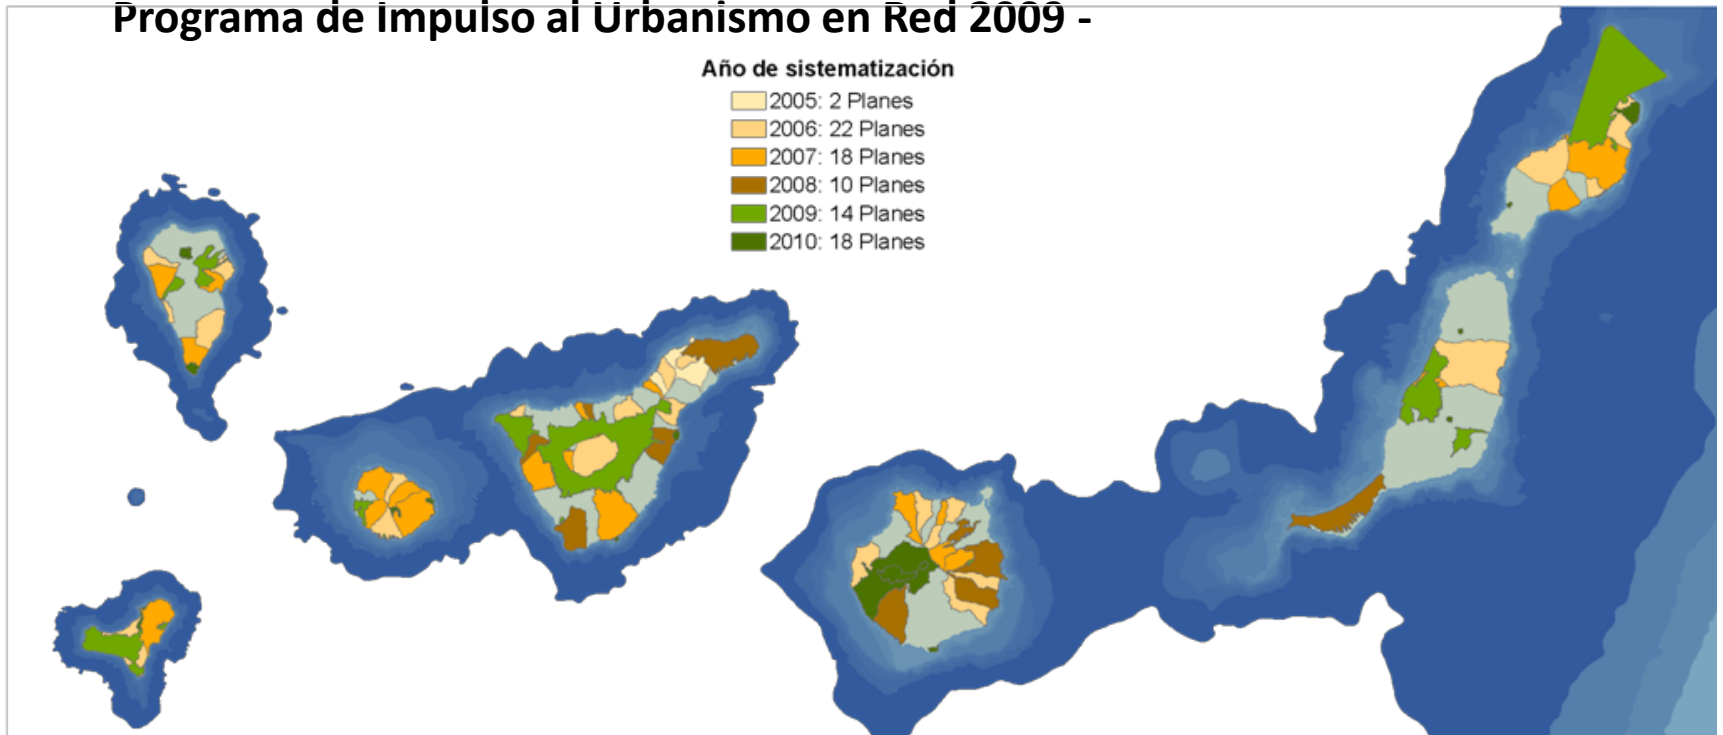 Programa de Impulso al Urbanismo en Red 2009 -
Año de sistematización
2005: 2 Planes
2006: 22 Planes
2007: 18 Planes
2008: 10 Planes
2009: 14 Planes
2010: 18 Planes